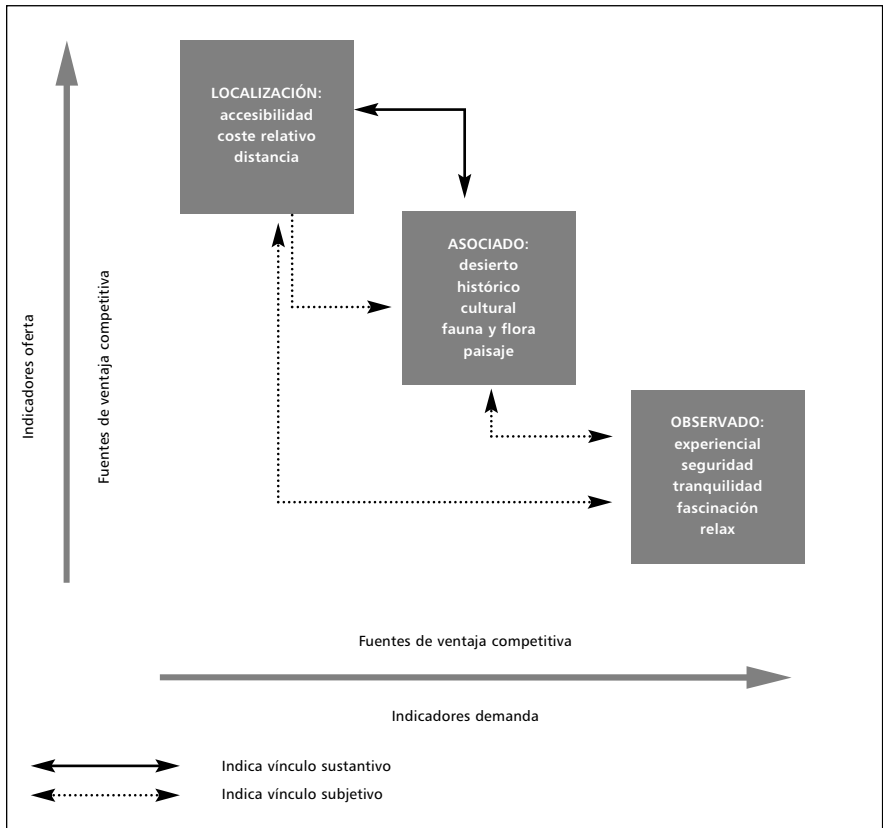 LOCALIZACIÓN:
accesibilidad
coste relativo
distancia
ASOCIADO:
desierto
histórico
cultural
fauna y flora
paisaje
OBSERVADO:
experiencial
seguridad
tranquilidad
fascinación
relax
Indicadores oferta
Fuentes de ventaja competitiva
Fuentes de ventaja competitiva
Indicadores demanda
Indica vínculo sustantivo
Indica vínculo subjetivo